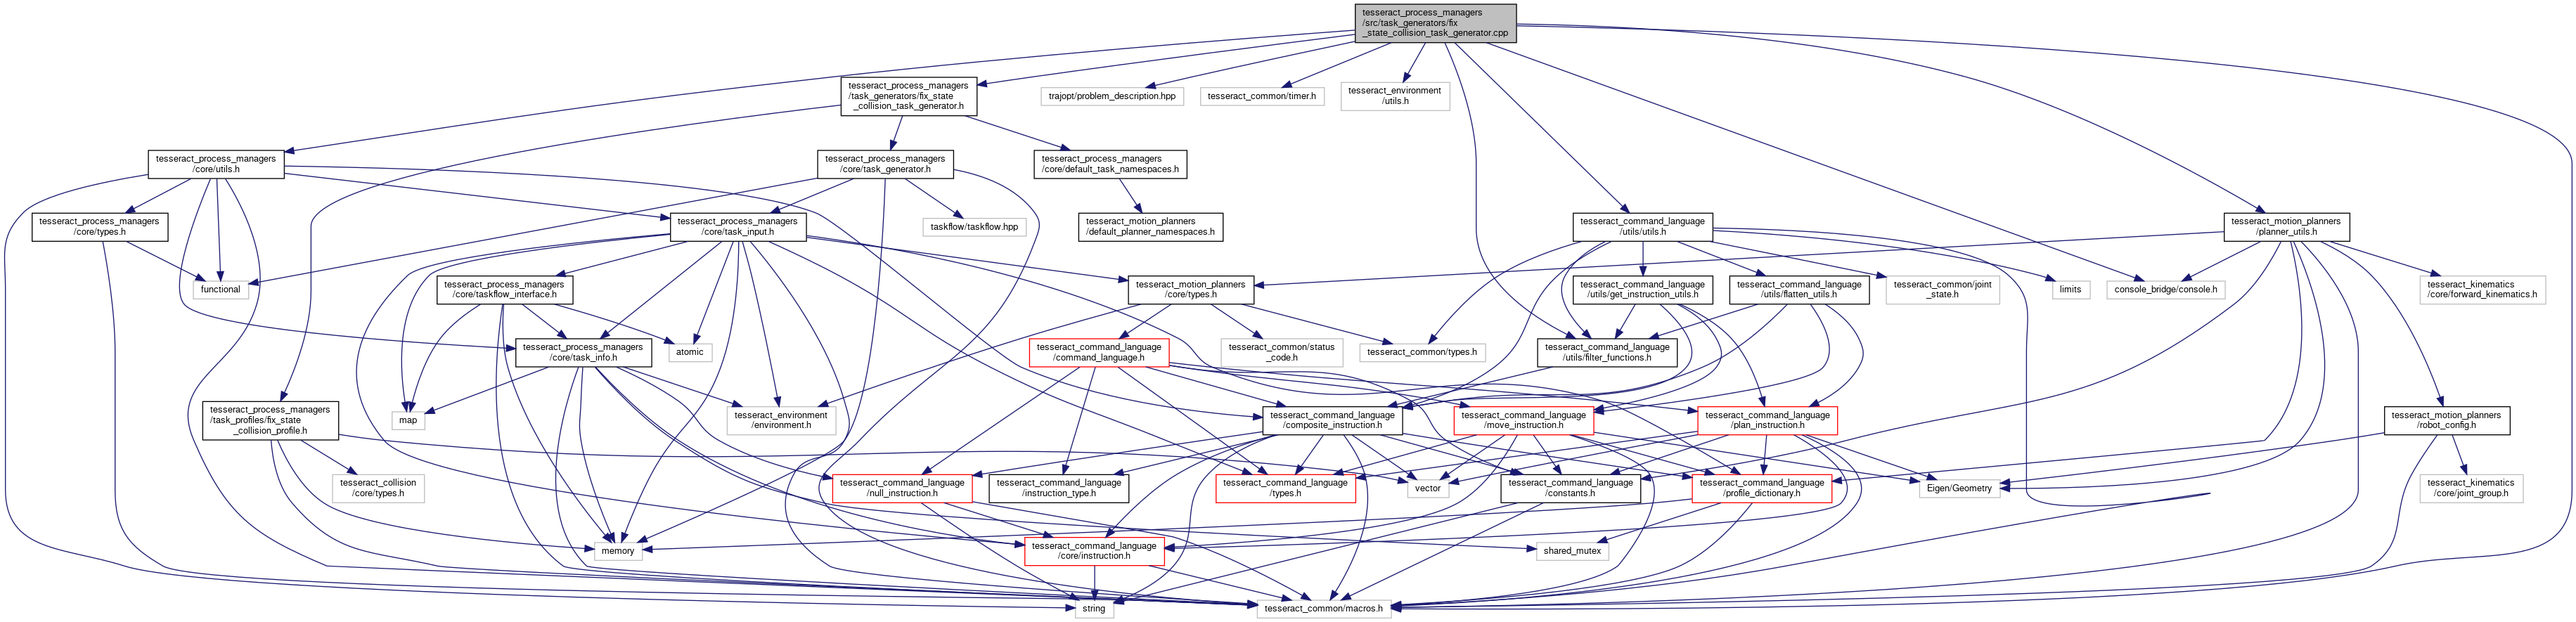 tesseract_process_managers
/src/task_generators/fix
_state_collision_task_generator.cpp
tesseract_process_managers
/task_generators/fix_state
_collision_task_generator.h
trajopt/problem_description.hpp
tesseract_common/timer.h
tesseract_environment
/utils.h
tesseract_process_managers
/core/utils.h
tesseract_process_managers
/core/task_generator.h
tesseract_process_managers
/core/default_task_namespaces.h
tesseract_process_managers
/core/types.h
tesseract_process_managers
/core/task_input.h
taskflow/taskflow.hpp
tesseract_motion_planners
/default_planner_namespaces.h
tesseract_command_language
/utils/utils.h
tesseract_motion_planners
/planner_utils.h
functional
tesseract_process_managers
/core/taskflow_interface.h
tesseract_motion_planners
/core/types.h
tesseract_command_language
/utils/get_instruction_utils.h
tesseract_command_language
/utils/flatten_utils.h
tesseract_common/joint
_state.h
limits
console_bridge/console.h
tesseract_kinematics
/core/forward_kinematics.h
tesseract_process_managers
/core/task_info.h
atomic
tesseract_command_language
/command_language.h
tesseract_common/status
_code.h
tesseract_common/types.h
tesseract_command_language
/utils/filter_functions.h
tesseract_process_managers
/task_profiles/fix_state
_collision_profile.h
map
tesseract_environment
/environment.h
tesseract_command_language
/composite_instruction.h
tesseract_command_language
/move_instruction.h
tesseract_command_language
/plan_instruction.h
tesseract_motion_planners
/robot_config.h
tesseract_collision
/core/types.h
tesseract_command_language
/null_instruction.h
tesseract_command_language
/instruction_type.h
tesseract_command_language
/types.h
vector
tesseract_command_language
/constants.h
tesseract_command_language
/profile_dictionary.h
Eigen/Geometry
tesseract_kinematics
/core/joint_group.h
memory
tesseract_command_language
/core/instruction.h
shared_mutex
string
tesseract_common/macros.h